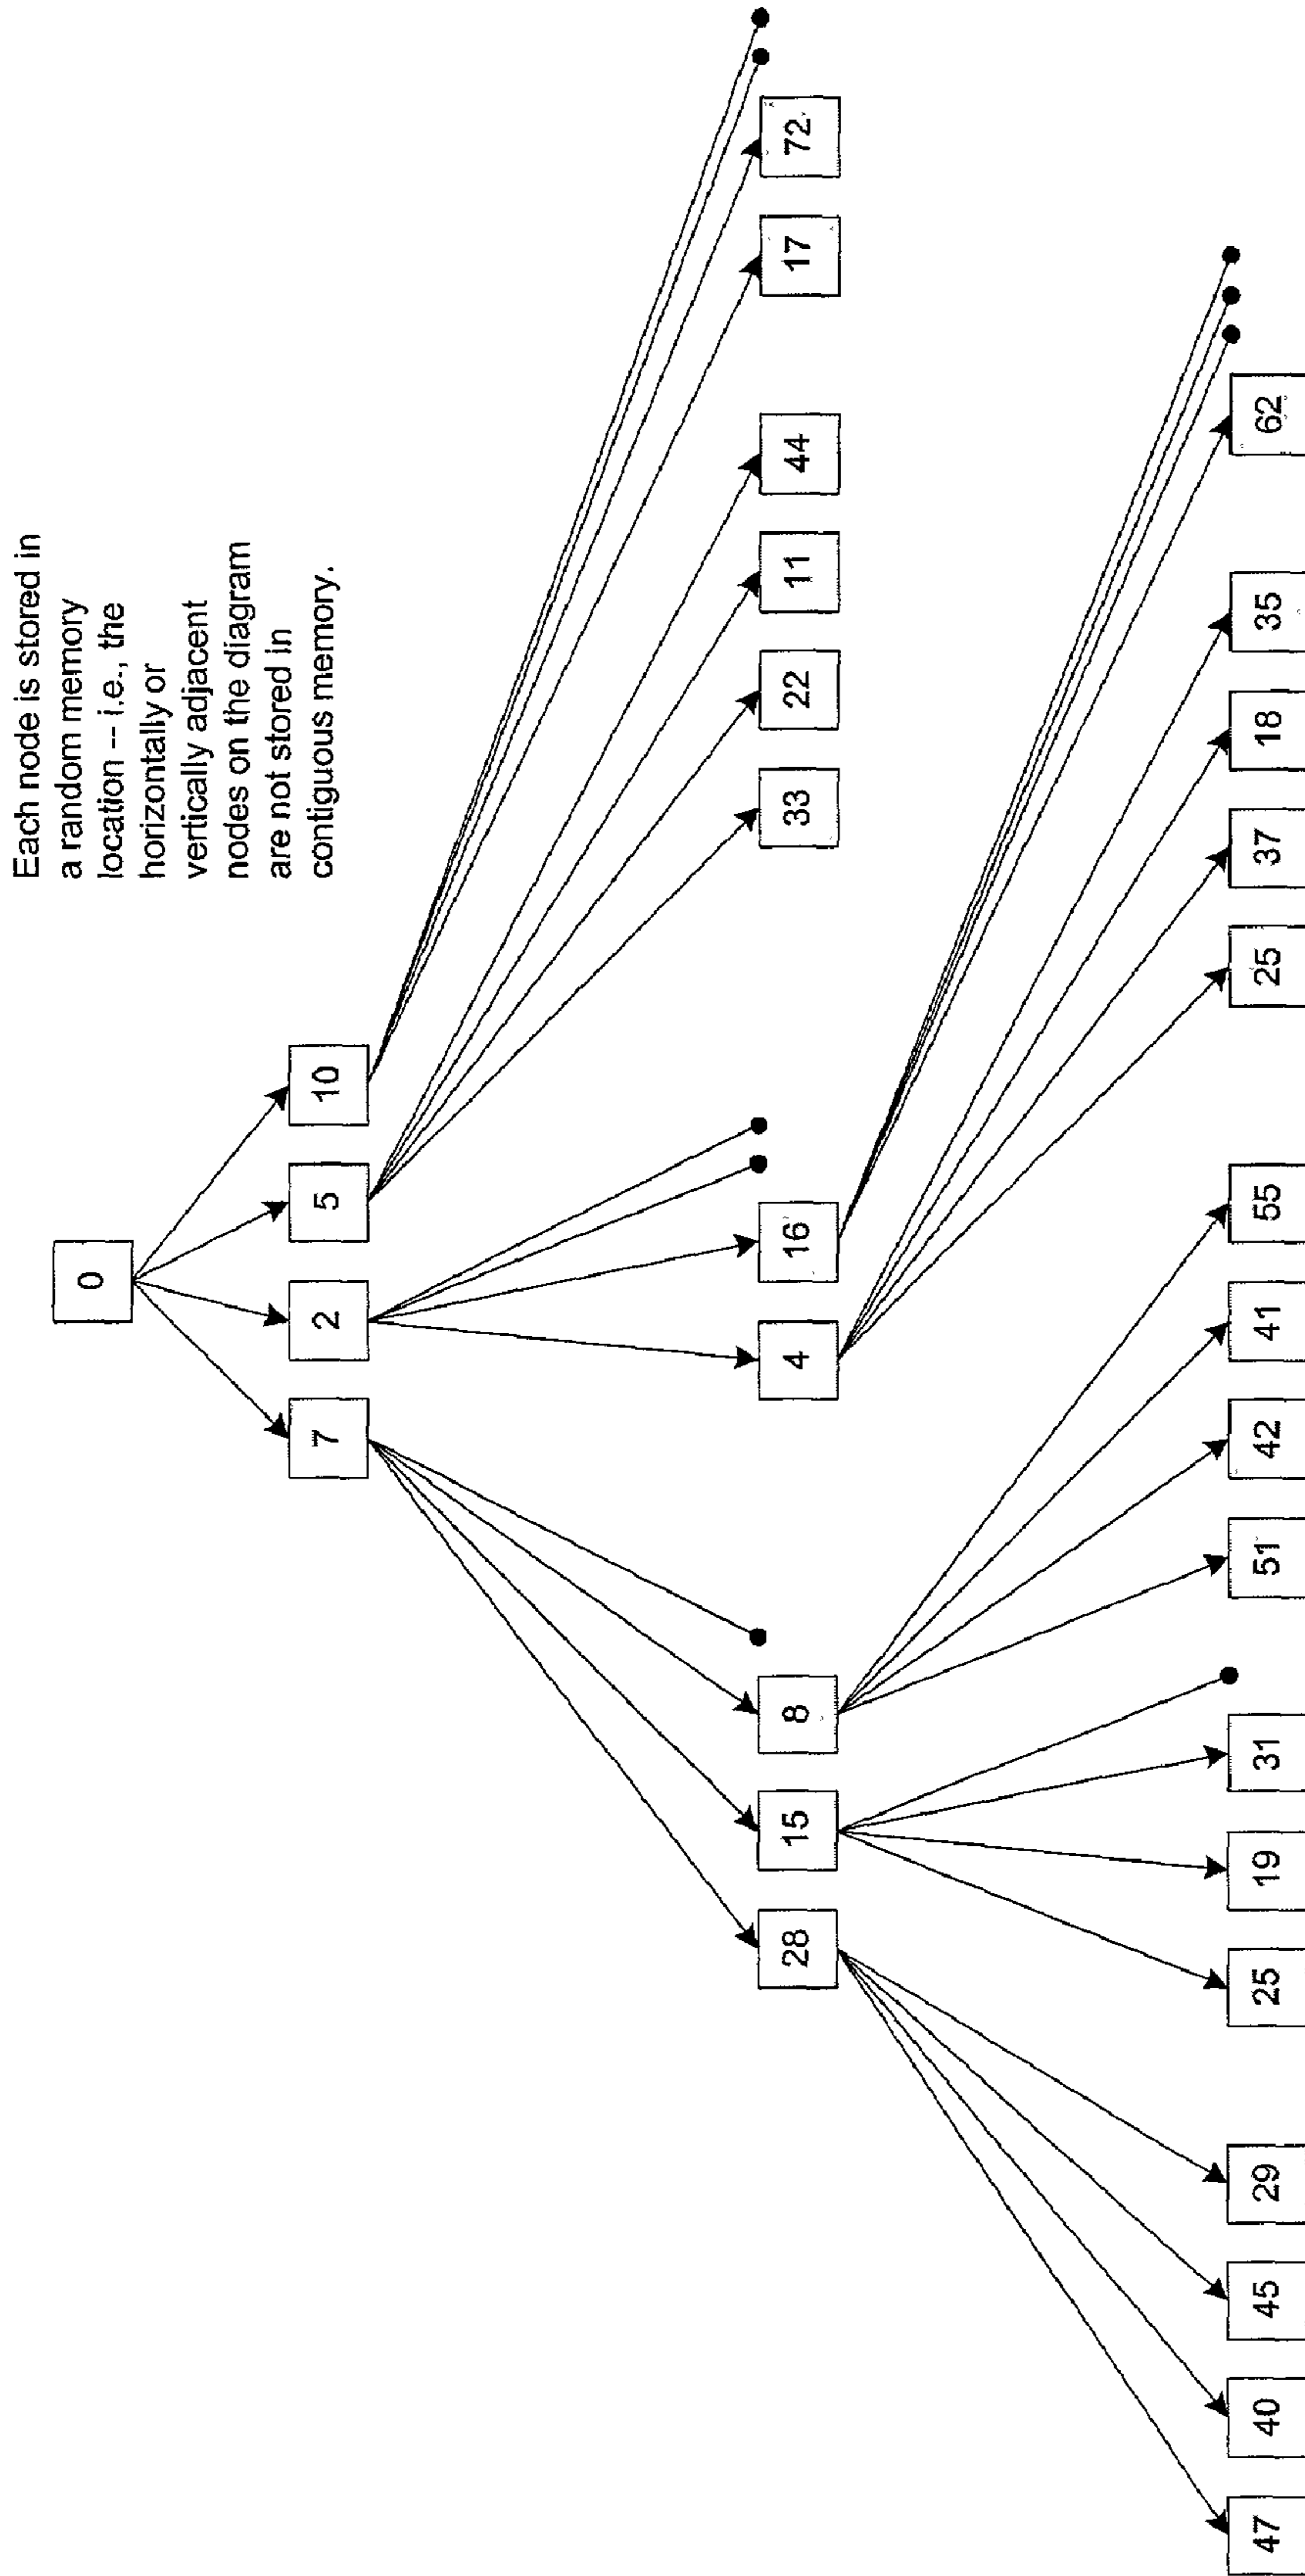 Each node is stored in
a random memory
location -- i.e., the
horizontally or
vertically adjacent
nodes on the diagram
are not stored in
contiguous memory.
0
7 2 5 10
28 15 8 4 16 33 22 11 44 17 72
47 40 45 29 25 19 31 51 42 41 55 25 37 18 35 62